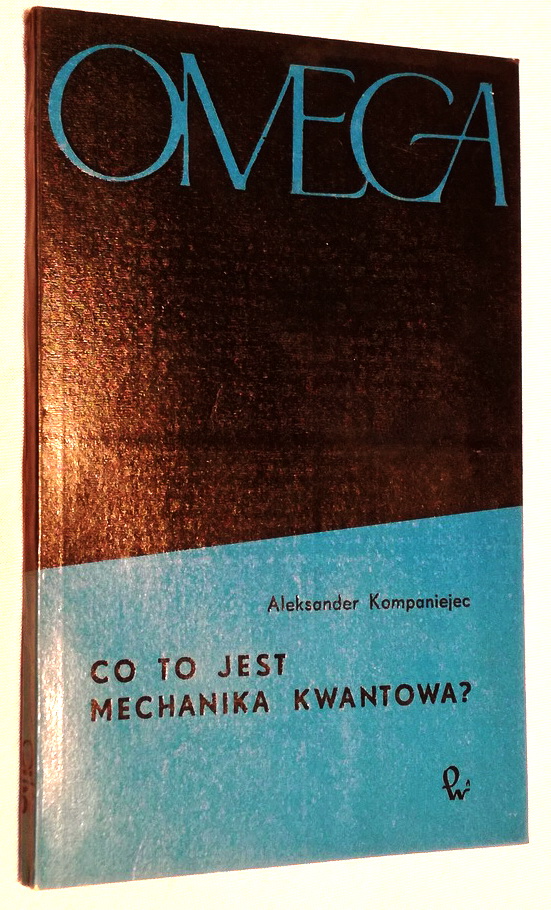 OMEGA
Aleksander Kompaniejec
CO TO JEST
MECHANIKA KWANTOWA?